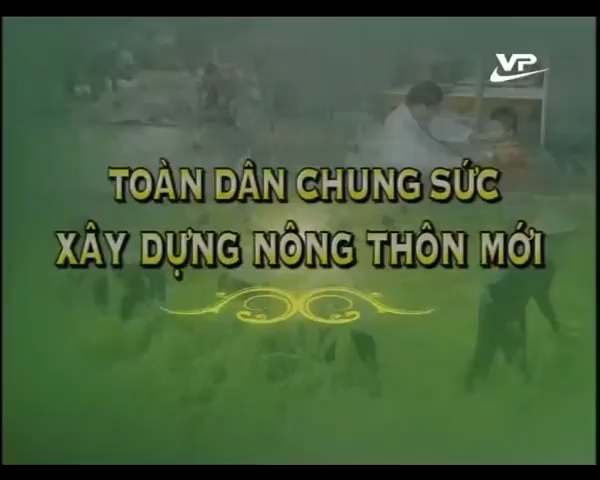 VP
TOÀN DÂN CHUNG SỨC
XÂY DỰNG NÔNG THÔN MỚI